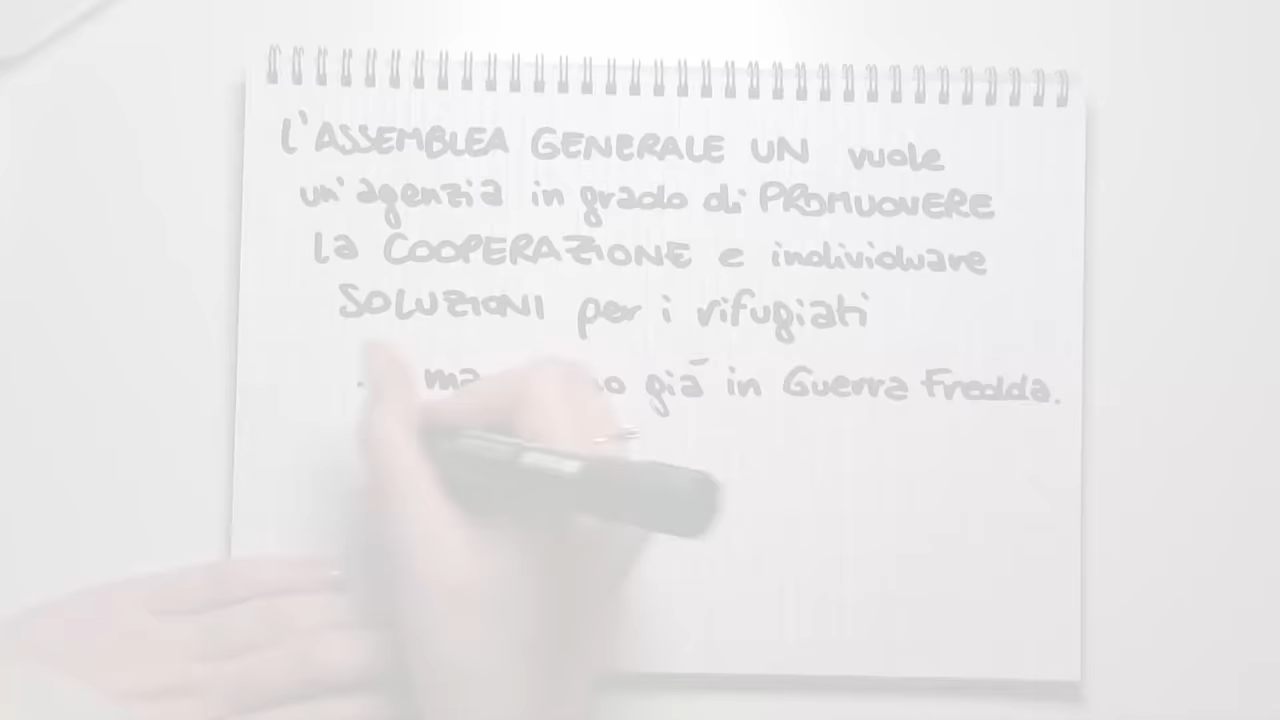 L'ASSEMBLEA GENERALE UN vuole
un'agenzia in grado di PROMUOVERE
la COOPERAZIONE e individuare
SOLUZIONI per i rifugiati
ma già in Guerra Fredda.